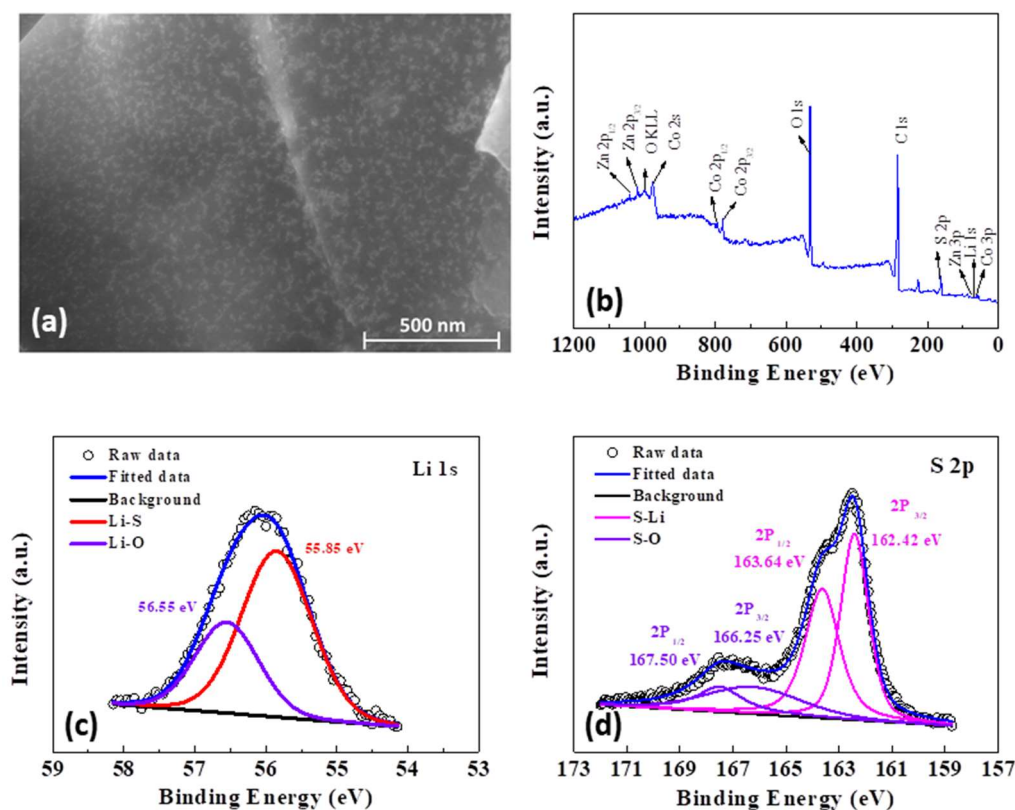 (a)
500 nm
Intensity (a.u.)
Zn 2p1/2
Zn 2p3/2
O KLL
Co 2s
Co 2p1/2
Co 2p3/2
O 1s
C 1s
S 2p
Zn 3p
Li 1s
Co 3p
(b)
1200 1000 800 600 400 200 0
Binding Energy (eV)
Intensity (a.u.)
Raw data
Fitted data
Background
Li-S
Li-O
Li 1s
55.85 eV
56.55 eV
(c)
59 58 57 56 55 54 53
Binding Energy (eV)
Intensity (a.u.)
Raw data
Fitted data
Background
S-Li
S-O
S 2p
2P1/2
163.64 eV
2P3/2
162.42 eV
2P3/2
166.25 eV
2P1/2
167.50 eV
(d)
173 171 169 167 165 163 161 159 157
Binding Energy (eV)